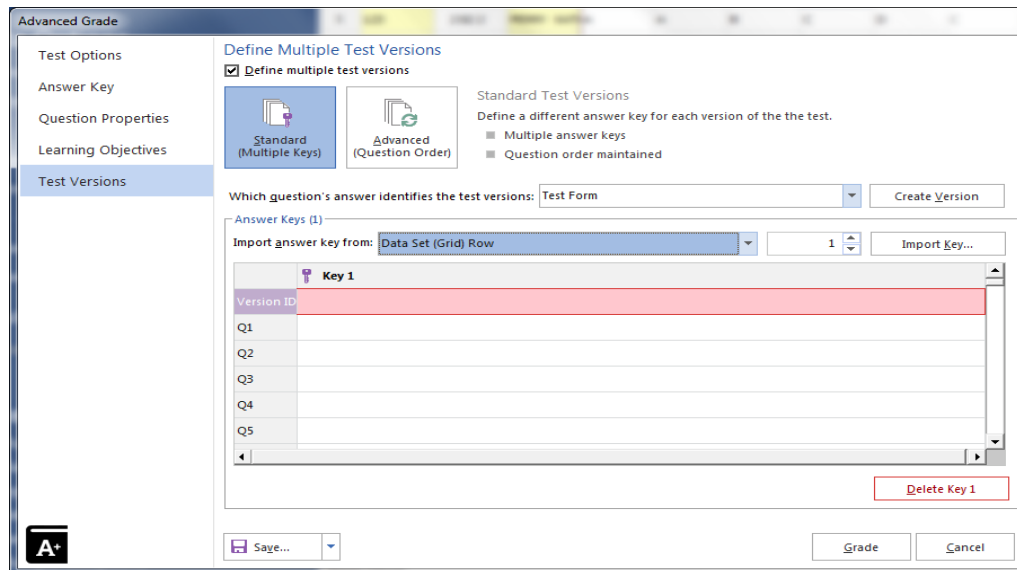 Advanced Grade
Test Options
Answer Key
Question Properties
Learning Objectives
Test Versions
Define Multiple Test Versions
Define multiple test versions
Standard
(Multiple Keys)
Advanced
(Question Order)
Standard Test Versions
Define a different answer key for each version of the the test.
Multiple answer keys
Question order maintained
Which question's answer identifies the test versions: Test Form Create Version
Answer Keys (1)
Import answer key from: Data Set (Grid) Row 1 Import Key...
Key 1
Version ID
Q1
Q2
Q3
Q4
Q5
Delete Key 1
A+
Save... Grade Cancel